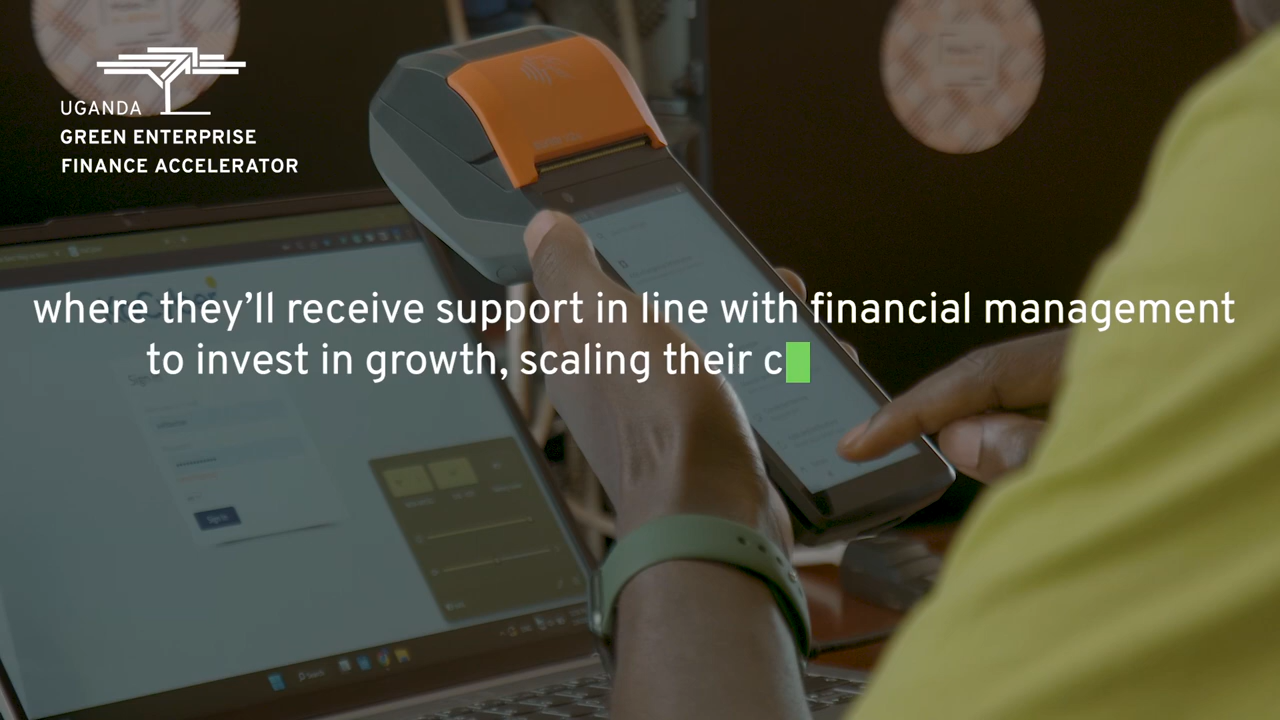 UGANDA
GREEN ENTERPRISE
FINANCE ACCELERATOR
where they’ll receive support in line with financial management
to invest in growth, scaling their c